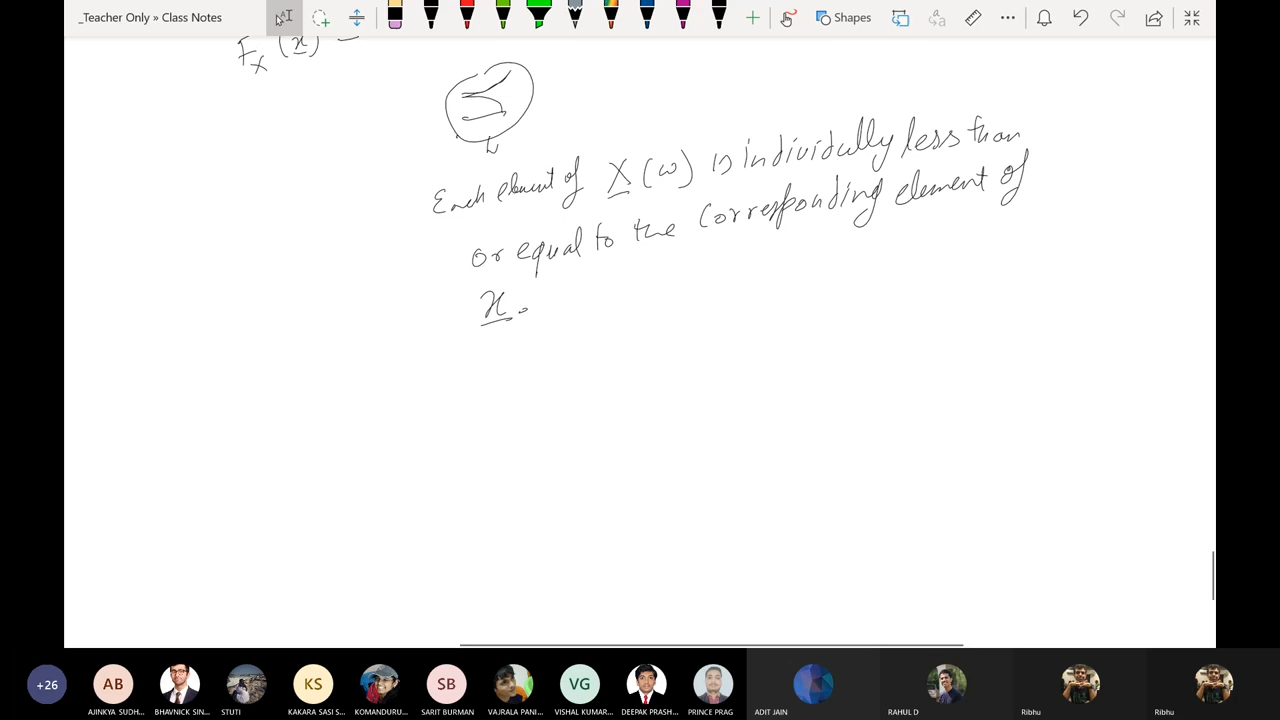 _Teacher Only » Class Notes
Shapes
F_X (x) =
≤
Each element of X (ω) is individully less than
or equal to the corresponding element of
x.
+26
AB
KS
SB
VG
AJINKYA SUDH...
BHAVNICK SIN...
STUTI
KAKARA SASI S...
KOMANDURU...
SARIT BURMAN
VAJRALA PANI...
VISHAL KUMAR...
DEEPAK PRASH...
PRINCE PRAG
ADIT JAIN
RAHUL D
Ribhu
Ribhu